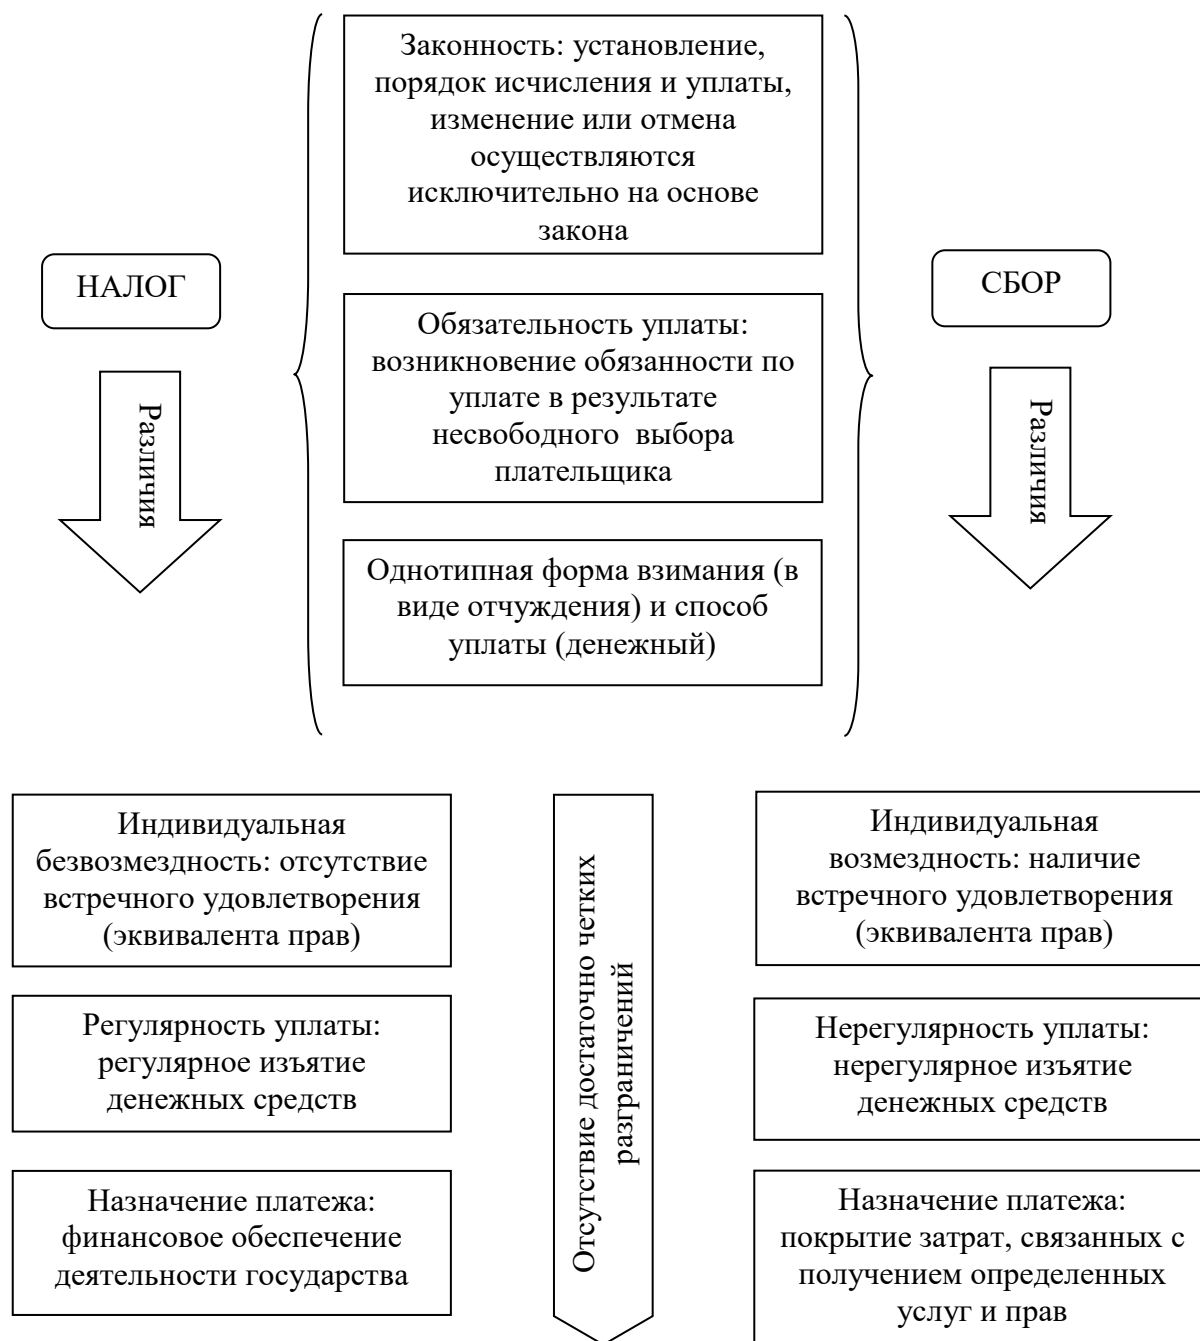 Законность: установление,
порядок исчисления и уплаты,
изменение или отмена
осуществляются
исключительно на основе
закона
НАЛОГ
СБОР
Обязательность уплаты:
возникновение обязанности по
уплате в результате
несвободного выбора
плательщика
Различия
Различия
Однотипная форма взимания (в
виде отчуждения) и способ
уплаты (денежный)
Индивидуальная
безвозмездность: отсутствие
встречного удовлетворения
(эквивалента прав)
Регулярность уплаты:
регулярное изъятие
денежных средств
Назначение платежа:
финансовое обеспечение
деятельности государства
Отсутствие достаточно четких
разграничений
Индивидуальная
возмездность: наличие
встречного удовлетворения
(эквивалента прав)
Нерегулярность уплаты:
нерегулярное изъятие
денежных средств
Назначение платежа:
покрытие затрат, связанных с
получением определенных
услуг и прав